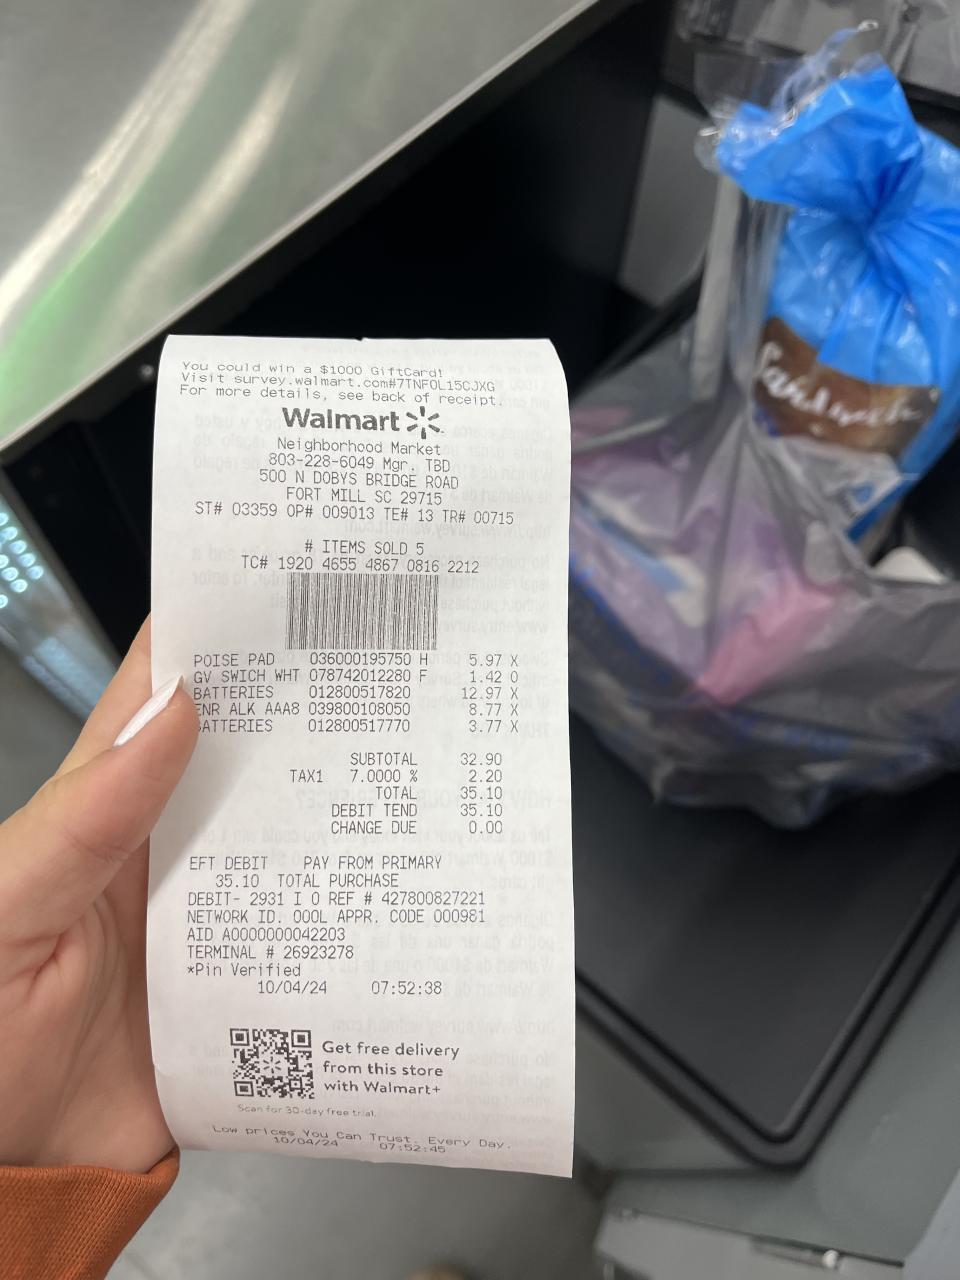 You could win a $1000 GiftCard!
Visit survey.walmart.com#7TNFOL15CJXG
For more details, see back of receipt.
Walmart
Neighborhood Market
803-228-6049 Mgr. TBD
500 N DOBYS BRIDGE ROAD
FORT MILL SC 29715
ST# 03359 OP# 009013 TE# 13 TR# 00715
# ITEMS SOLD 5
TC# 1920 4655 4867 0816 2212
POISE PAD 036000195750 H 5.97 X
GV SWICH WHT 078742012280 F 1.42 O
BATTERIES 012800517820 12.97 X
ENR ALK AAA8 039800108050 8.77 X
BATTERIES 012800517770 3.77 X
SUBTOTAL 32.90
TAX1 7.0000 % 2.20
TOTAL 35.10
DEBIT TEND 35.10
CHANGE DUE 0.00
EFT DEBIT PAY FROM PRIMARY
35.10 TOTAL PURCHASE
DEBIT- 2931 I 0 REF # 427800827221
NETWORK ID. 000L APPR. CODE 000981
AID A0000000042203
TERMINAL # 26923278
*Pin Verified
10/04/24 07:52:38
Get free delivery
from this store
with Walmart+
Scan for 30-day free trial.
Low prices You Can Trust. Every Day.
10/04/24 07:52:45
Sandwich